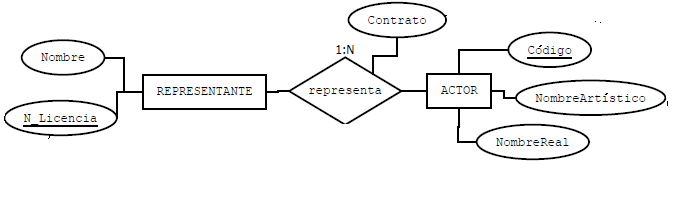 Contrato
1:N
Código
Nombre
REPRESENTANTE
representa
ACTOR
NombreArtístico
N_Licencia
NombreReal